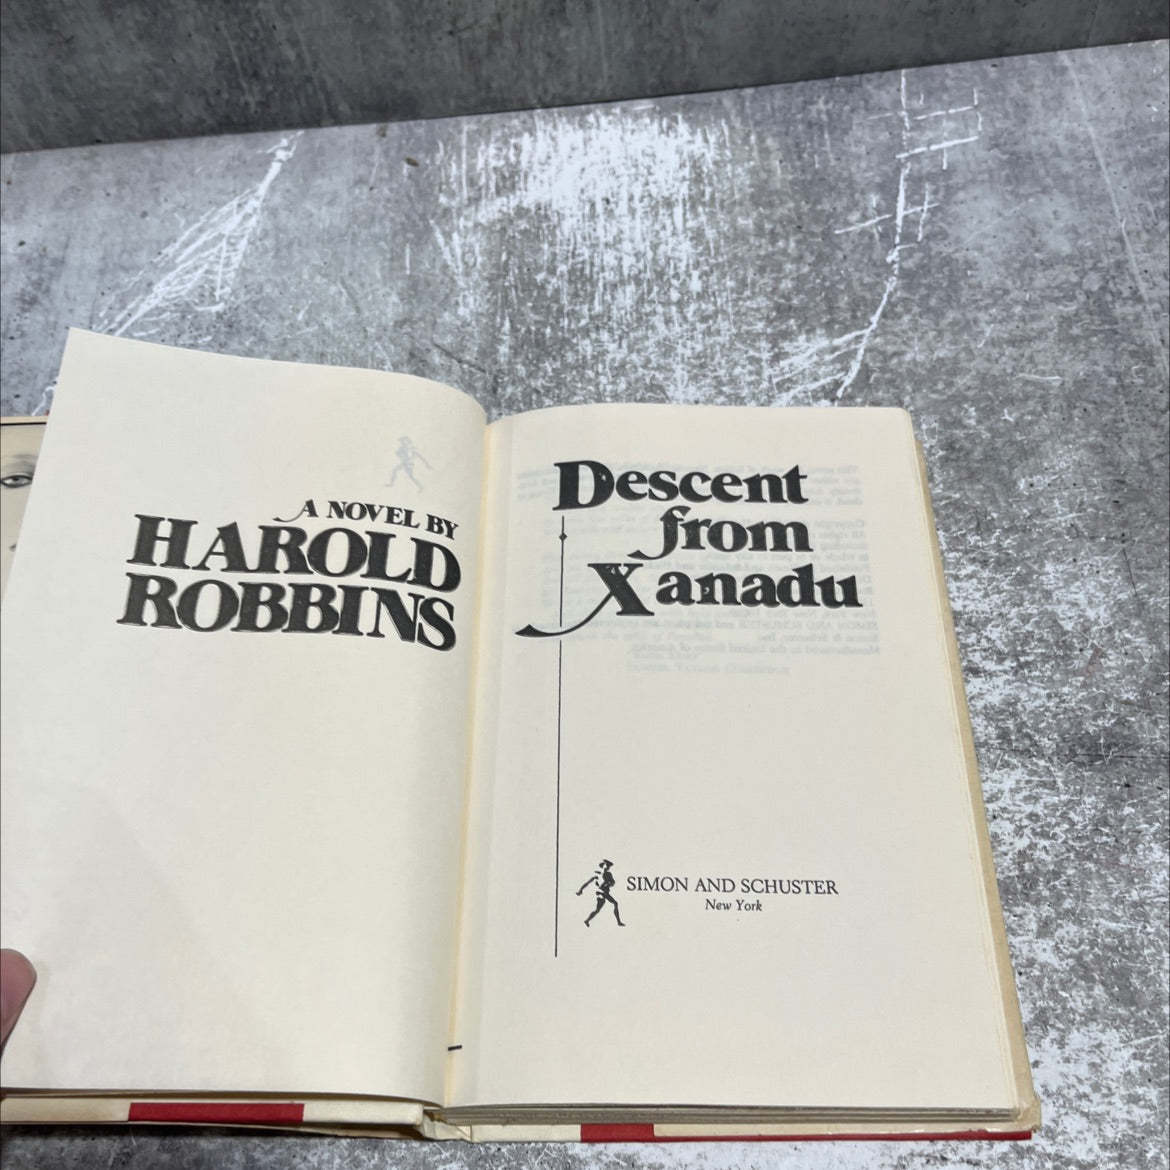 A NOVEL BY
HAROLD
ROBBINS
Descent
from
Xanadu
SIMON AND SCHUSTER
New York